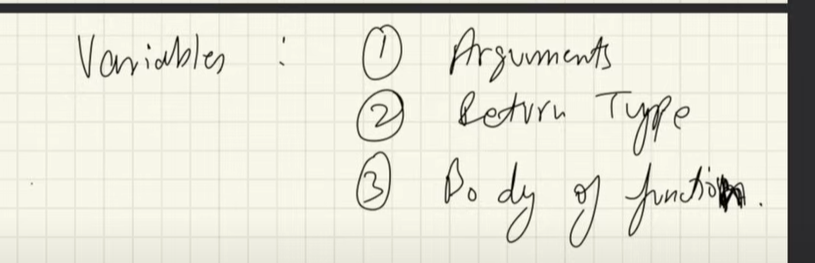 Variables : ① Arguments
② Return Type
③ Body of function.